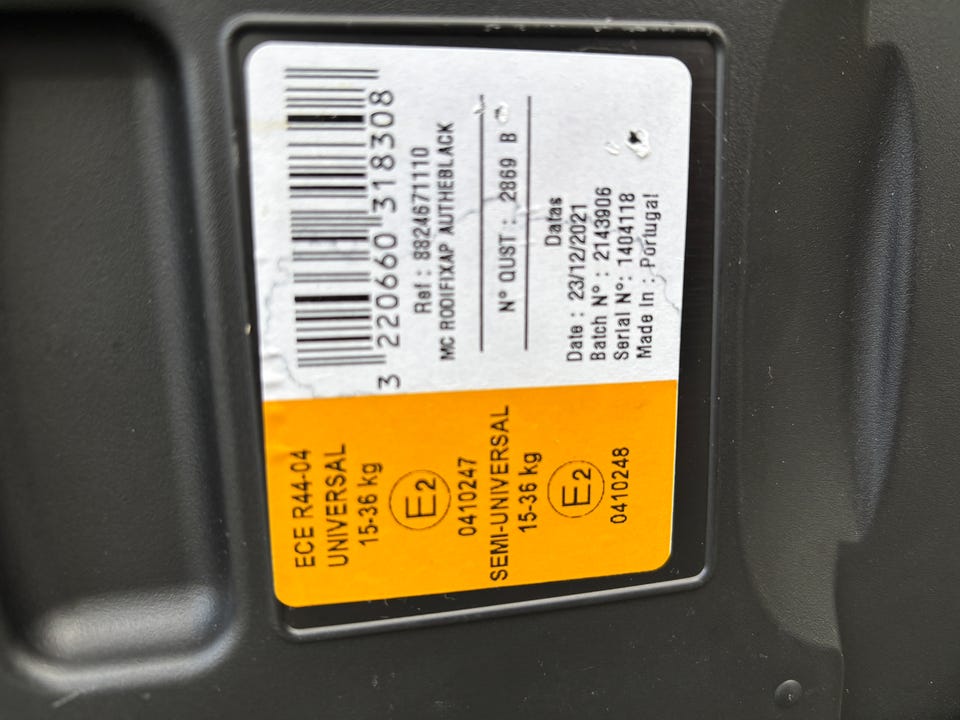 ECE R44-04
UNIVERSAL
15-36 kg
E2
0410247
SEMI-UNIVERSAL
15-36 kg
E2
0410248
3 220660 318308
Ref : 8824671110
MC RODIFIXAP AUTHEBLACK
N° QUST : 2869 B
Datas
Date : 23/12/2021
Batch N° : 2143906
Serial N°: 1404118
Made In : Portugal